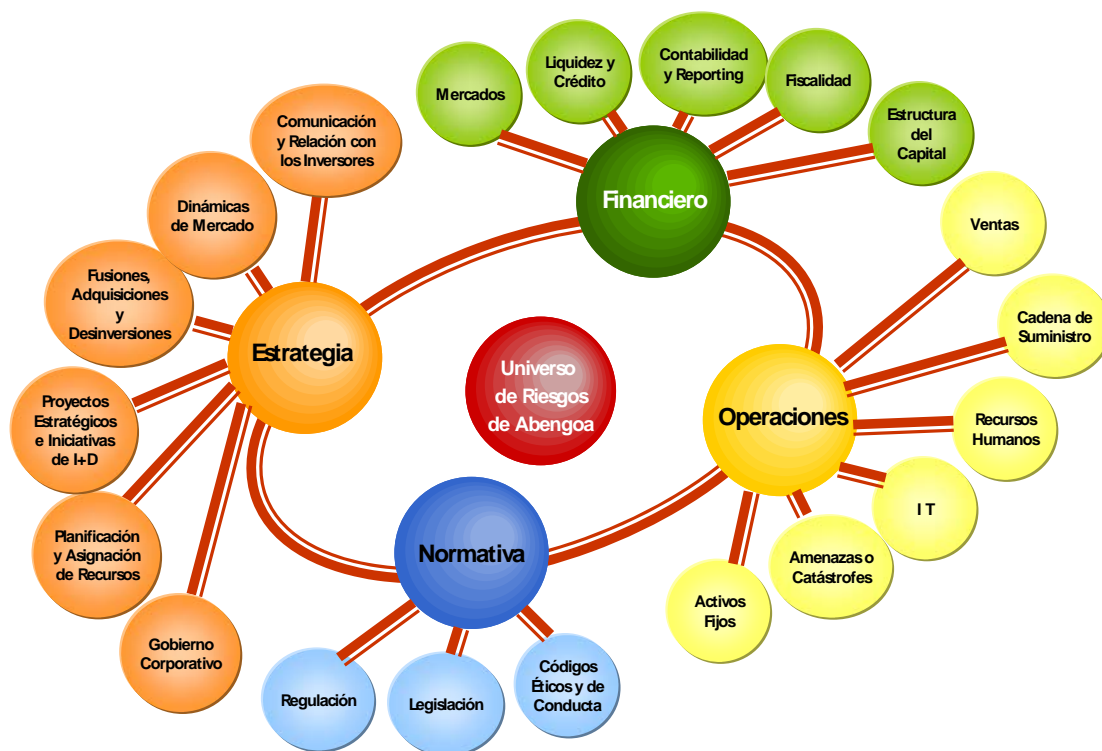 Contabilidad
y Reporting
Liquidez y
Crédito
Fiscalidad
Mercados
Estructura
del
Capital
Comunicación
y Relación con
los Inversores
Financiero
Dinámicas
de Mercado
Ventas
Fusiones,
Adquisiciones
y
Desinversiones
Cadena de
Suministro
Estrategia
Universo
de Riesgos
de Abengoa
Operaciones
Proyectos
Estratégicos
e Iniciativas
de I+D
Recursos
Humanos
IT
Planificación
y Asignación
de Recursos
Normativa
Amenazas o
Catástrofes
Activos
Fijos
Gobierno
Corporativo
Regulación
Legislación
Códigos
Éticos y de
Conducta